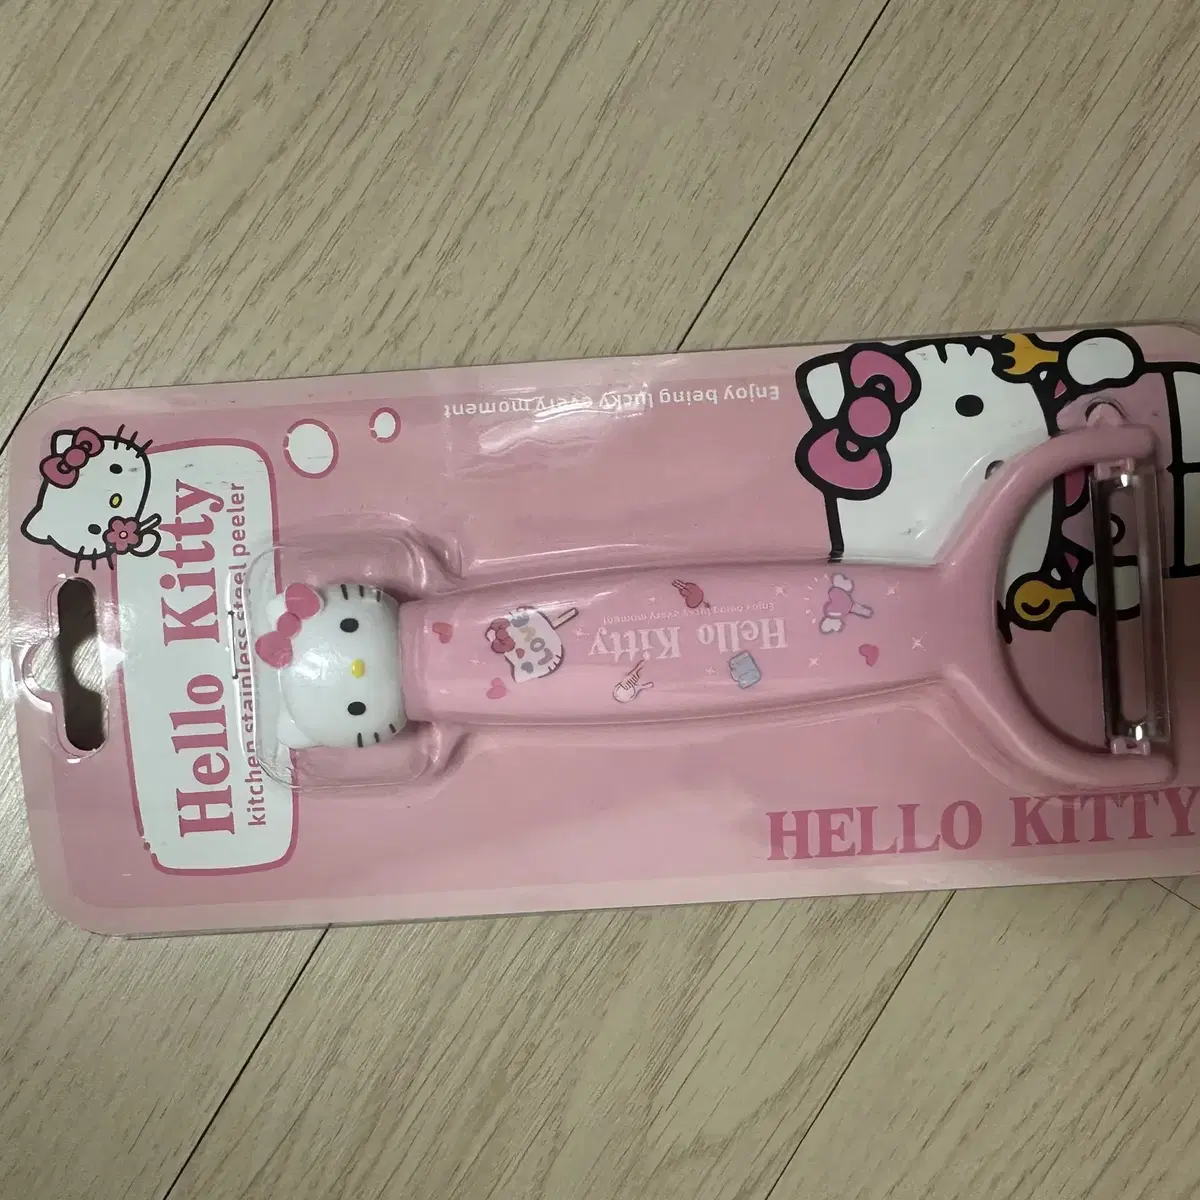 Hello Kitty
kitchen stainless steel peeler
Enjoy being lucky every moment
Hello Kitty
Enjoy being lucky every moment
LOVE
HELLO KITTY